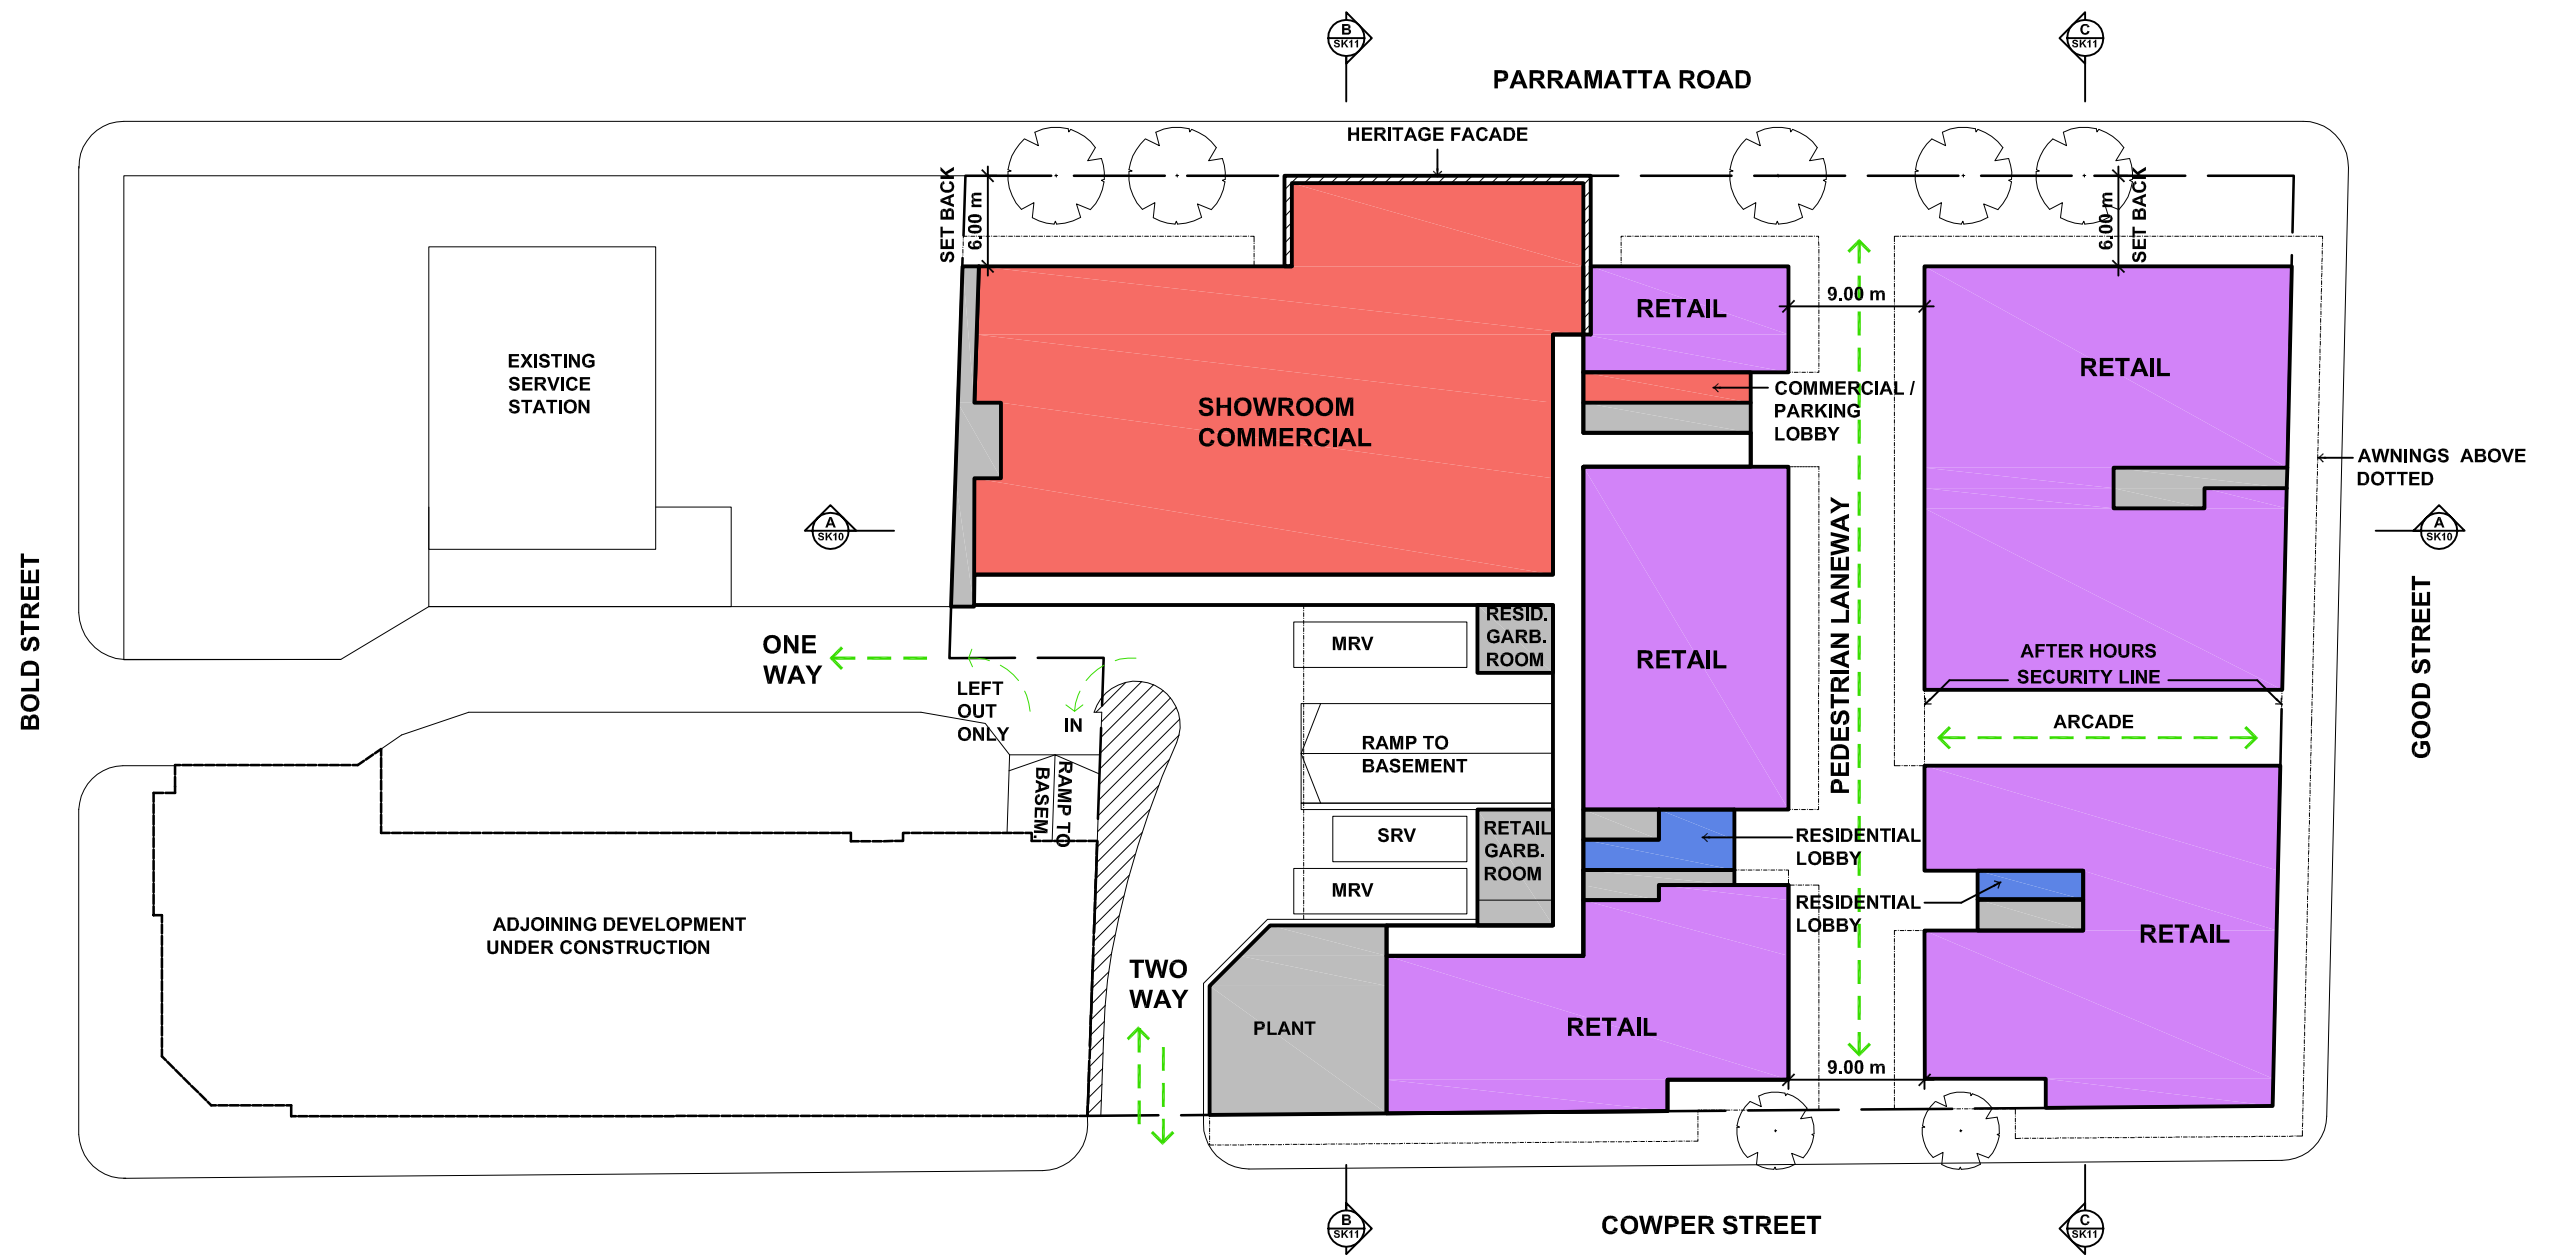 B
SK11
C
SK11
PARRAMATTA ROAD
HERITAGE FACADE
SET BACK
6.00 m
6.00 m
SET BACK
RETAIL
9.00 m
EXISTING
SERVICE
STATION
RETAIL
SHOWROOM
COMMERCIAL
COMMERCIAL /
PARKING
LOBBY
AWNINGS ABOVE
DOTTED
A
SK10
A
SK10
BOLD STREET
GOOD STREET
PEDESTRIAN LANEWAY
ONE
WAY
MRV
RESID.
GARB.
ROOM
RETAIL
AFTER HOURS
SECURITY LINE
LEFT
OUT
ONLY
IN
ARCADE
RAMP TO
BASEMENT
RAMP TO
BASEM.
SRV
RETAIL
GARB.
ROOM
RESIDENTIAL
LOBBY
MRV
RESIDENTIAL
LOBBY
ADJOINING DEVELOPMENT
UNDER CONSTRUCTION
RETAIL
TWO
WAY
PLANT
RETAIL
9.00 m
B
SK11
COWPER STREET
C
SK11